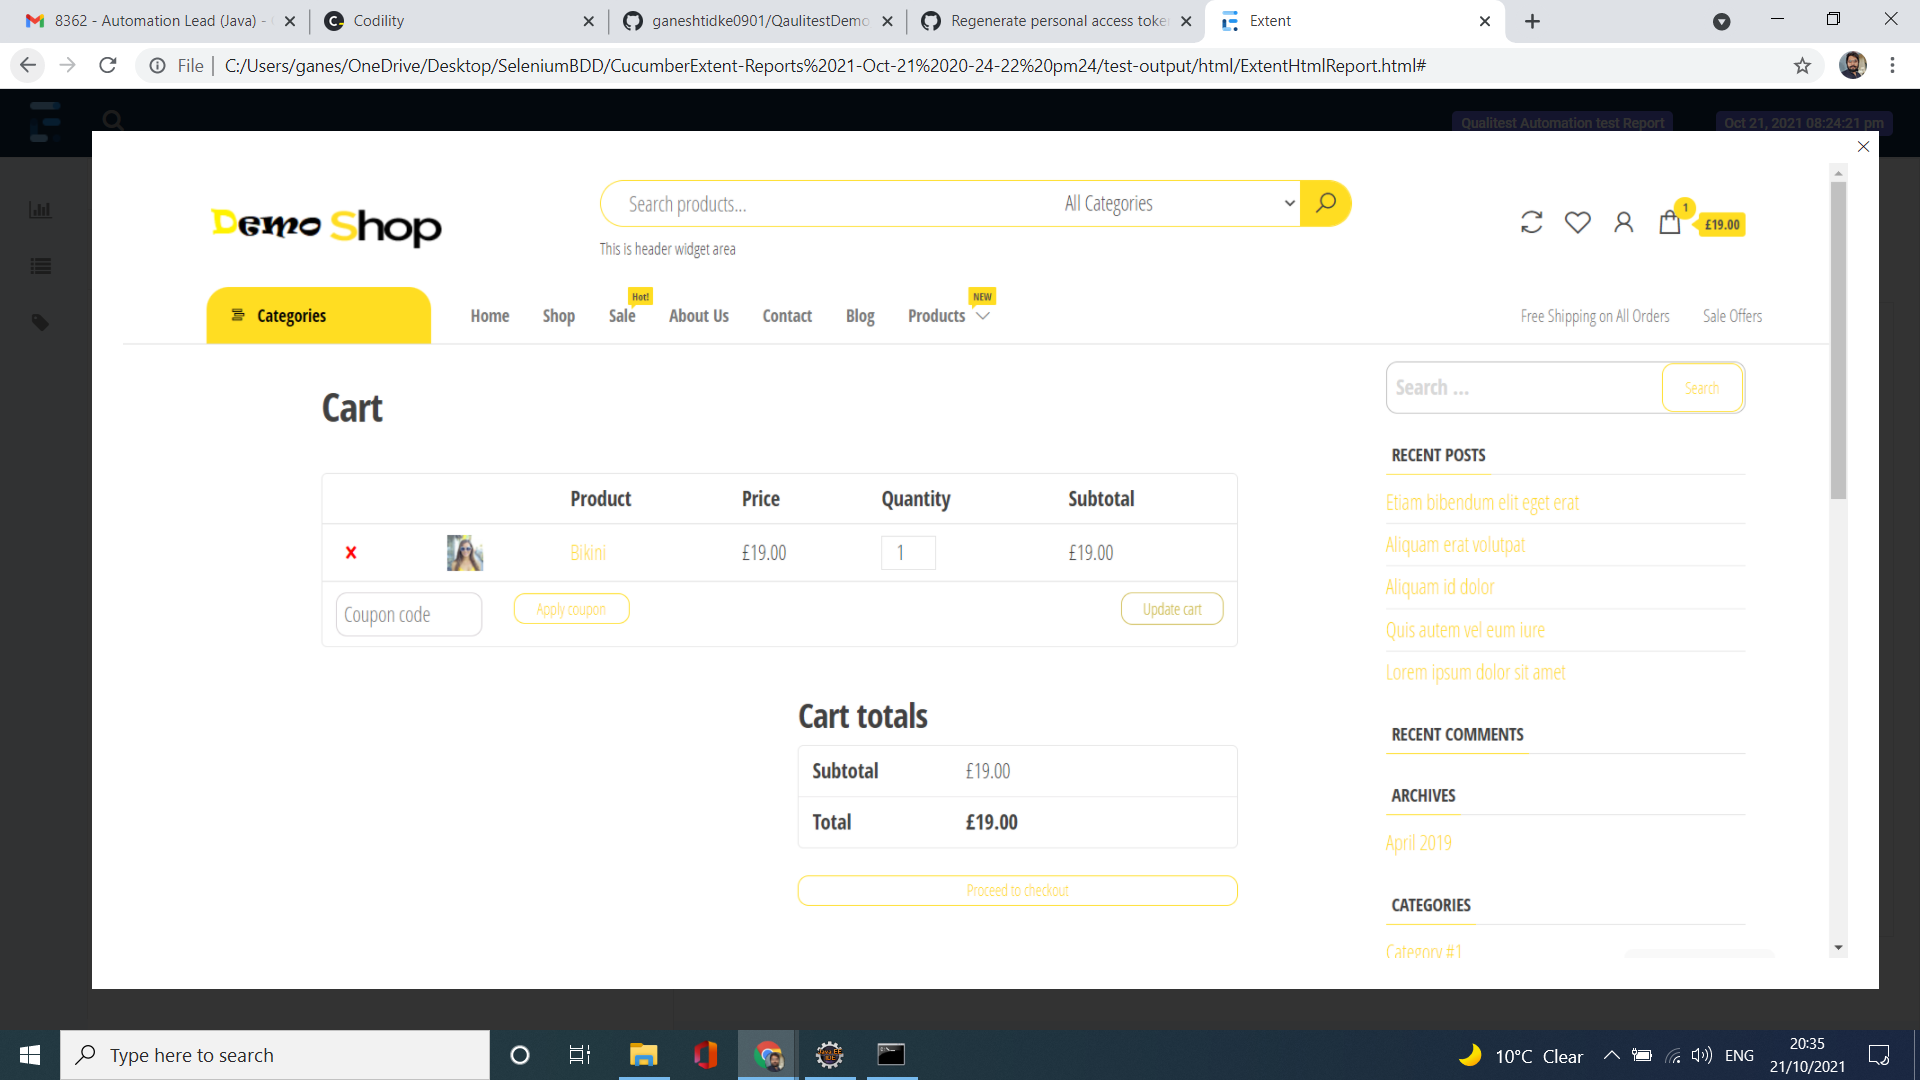 8362 - Automation Lead (Java) -
Codility
ganeshtidke0901/QaulitestDemo
Regenerate personal access toke
Extent
File
C:/Users/ganes/OneDrive/Desktop/SeleniumBDD/CucumberExtent-Reports%2021-Oct-21%2020-24-22%20pm24/test-output/html/ExtentHtmlReport.html#
Qualitest Automation test Report
Oct 21, 2021 08:24:21 pm
Demo Shop
Search products...
All Categories
1
£19.00
This is header widget area
Categories
Home
Shop
Sale
Hot!
About Us
Contact
Blog
Products
NEW
Free Shipping on All Orders
Sale Offers
Cart
Product Price Quantity Subtotal
Bikini £19.00 1 £19.00
Coupon code
Apply coupon
Update cart
Cart totals
Subtotal £19.00
Total £19.00
Proceed to checkout
Search ...
Search
RECENT POSTS
Etiam bibendum elit eget erat
Aliquam erat volutpat
Aliquam id dolor
Quis autem vel eum iure
Lorem ipsum dolor sit amet
RECENT COMMENTS
ARCHIVES
April 2019
CATEGORIES
Category #1
Type here to search
10°C Clear
ENG
20:35
21/10/2021